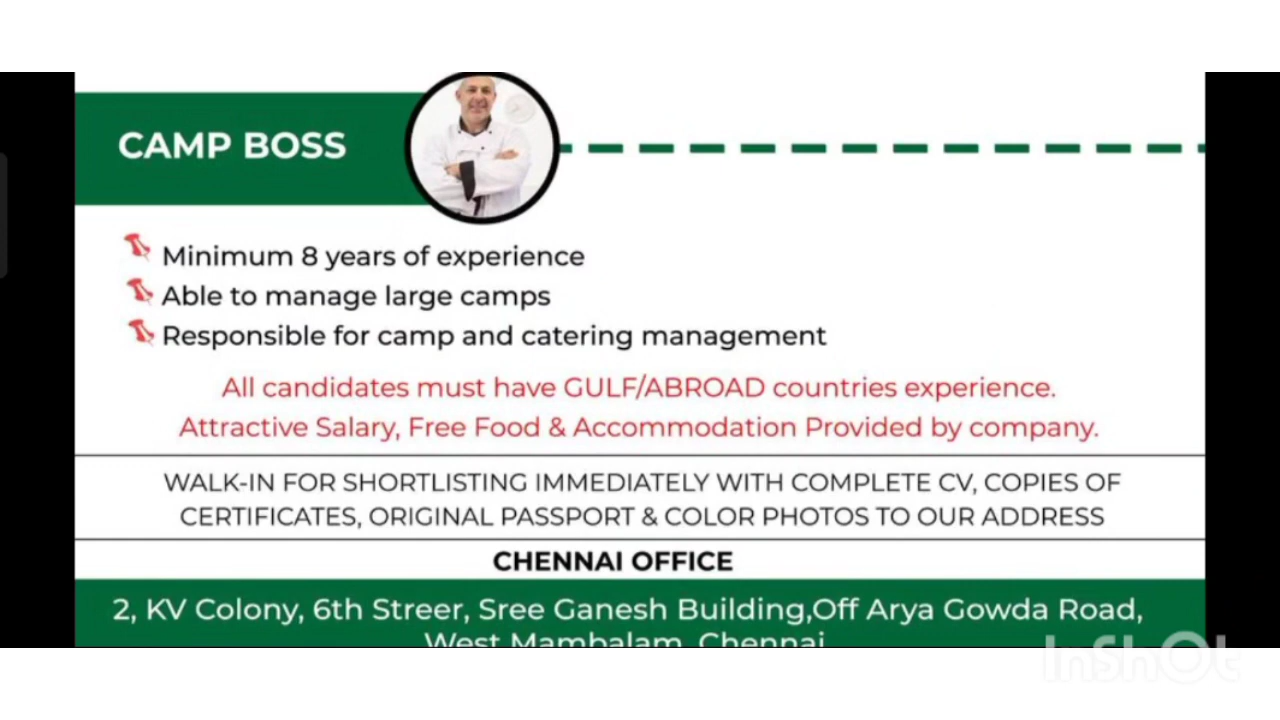 CAMP BOSS
Minimum 8 years of experience
Able to manage large camps
Responsible for camp and catering management
All candidates must have GULF/ABROAD countries experience.
Attractive Salary, Free Food & Accommodation Provided by company.
WALK-IN FOR SHORTLISTING IMMEDIATELY WITH COMPLETE CV, COPIES OF
CERTIFICATES, ORIGINAL PASSPORT & COLOR PHOTOS TO OUR ADDRESS
CHENNAI OFFICE
2, KV Colony, 6th Streer, Sree Ganesh Building,Off Arya Gowda Road,
West Mambalam, Chennai
InShOt